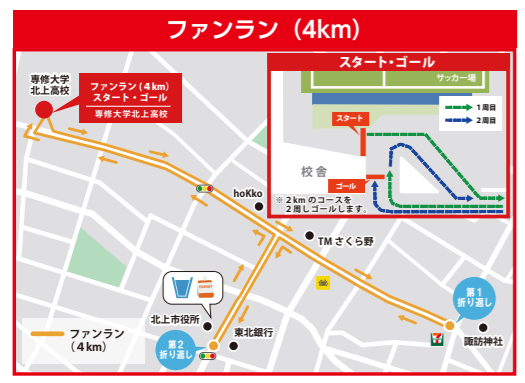 ファンラン（4km）
スタート・ゴール
サッカー場
スタート
1周目
2周目
校舎
ゴール
※2kmのコースを
2周しゴールします。
専修大学
北上高校
ファンラン(4km)
スタート・ゴール
専修大学北上高校
hoKko
TMさくら野
第1
折り返し
北上市役所
東北銀行
第2
折り返し
諏訪神社
ファンラン
（4km）